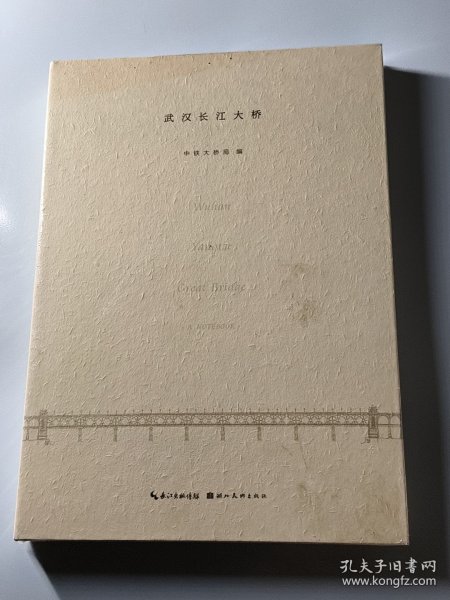 武汉长江大桥
中铁大桥局 编
Wuhan
Yangtze
Great Bridge
A NOTEBOOK
长江出版传媒 湖北美术出版社
孔夫子旧书网
www.kongfz.com